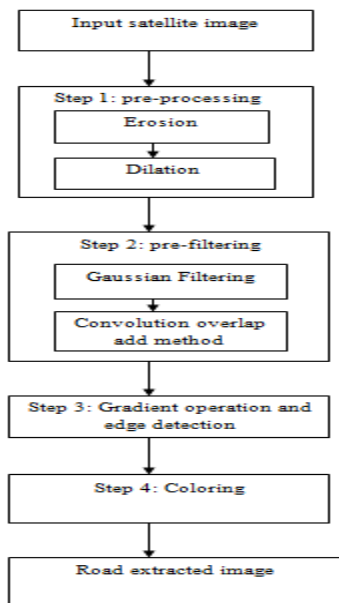 Input satellite image
Step 1: pre-processing
Erosion
Dilation
Step 2: pre-filtering
Gaussian Filtering
Convolution overlap
add method
Step 3: Gradient operation and
edge detection
Step 4: Coloring
Road extracted image